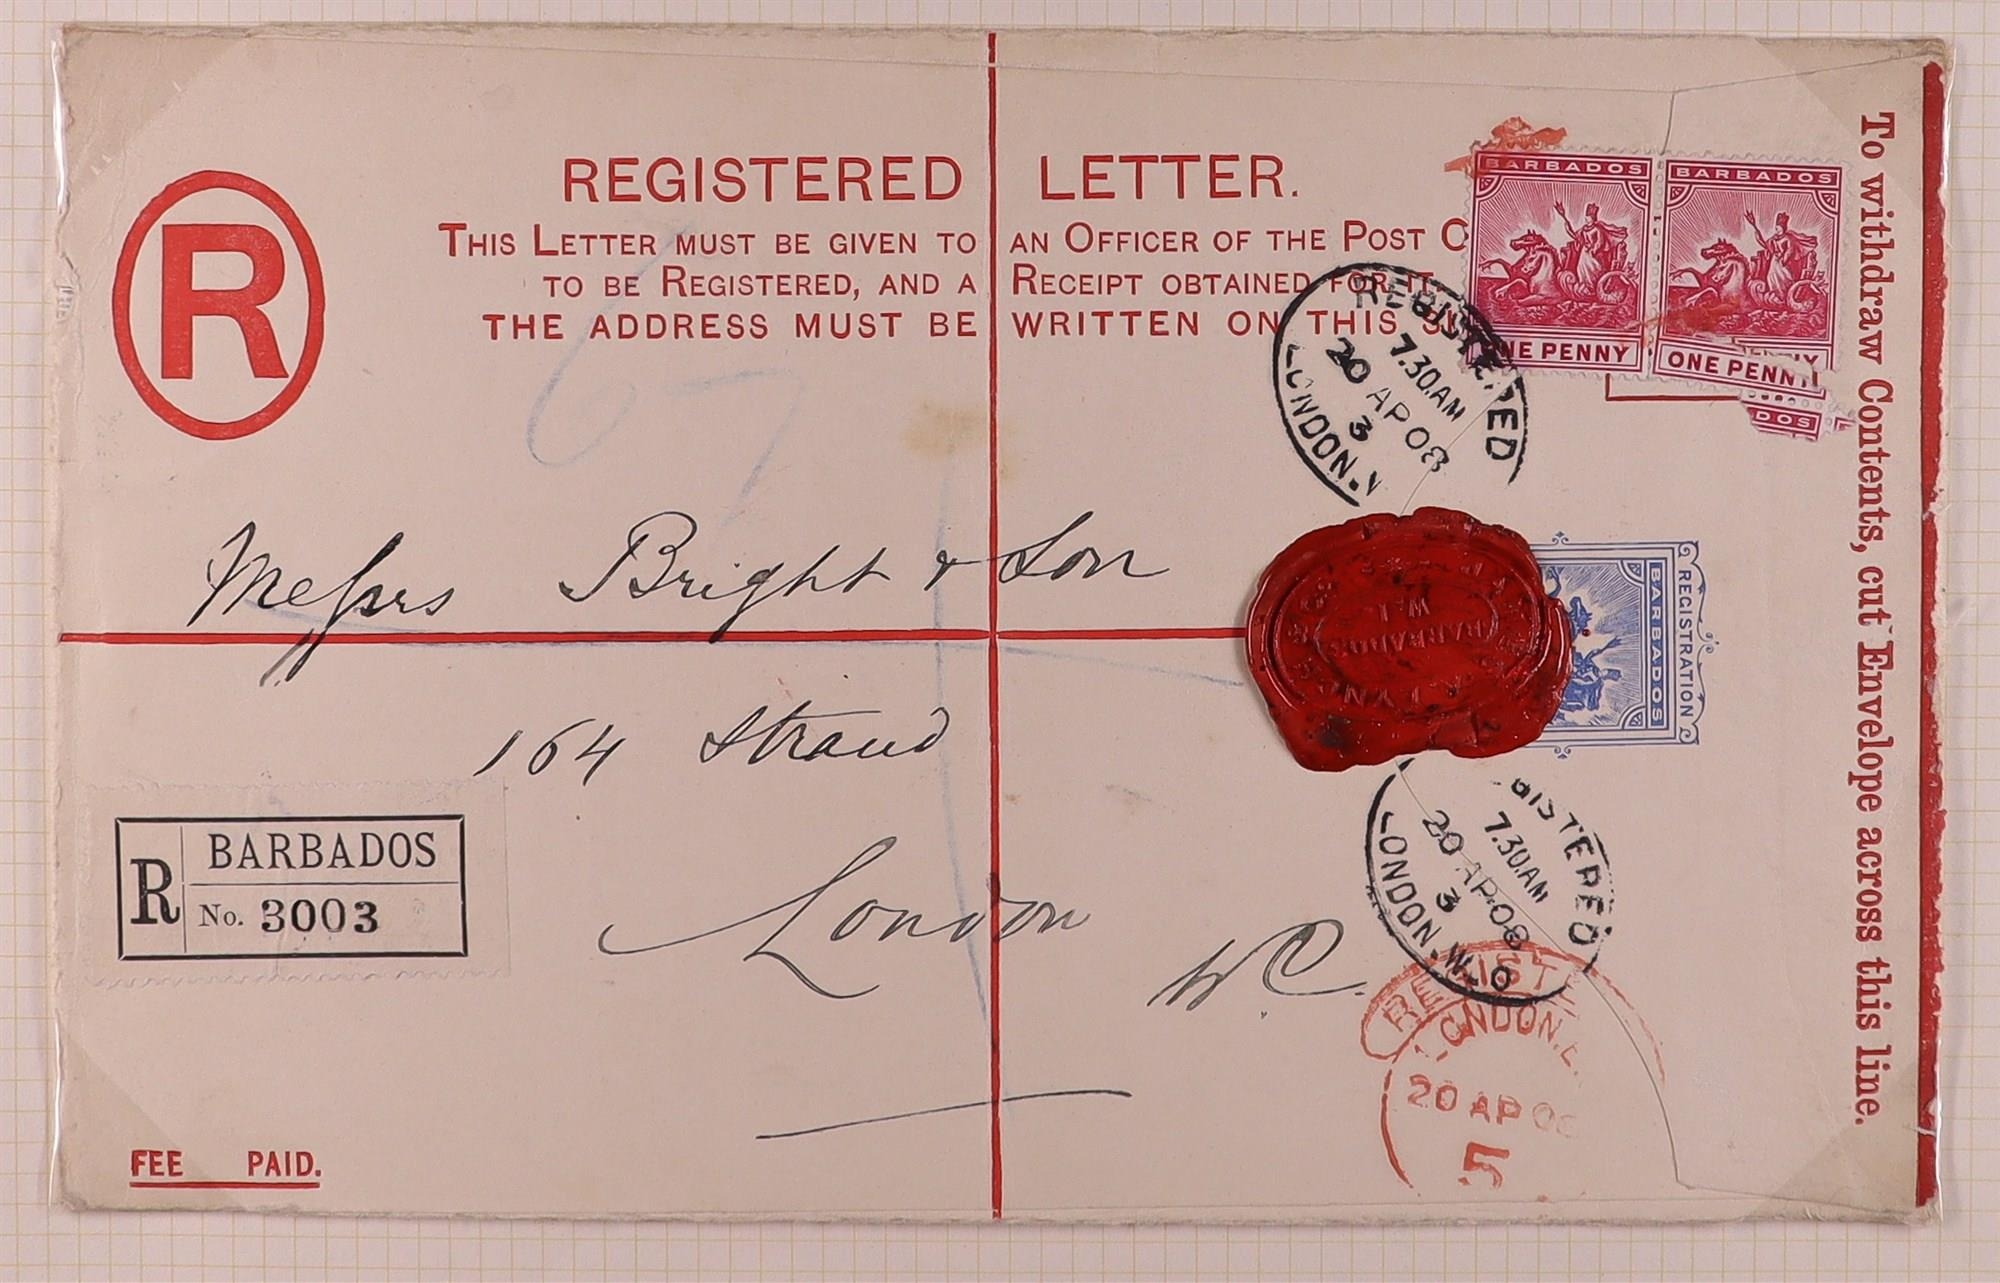 REGISTERED LETTER.
THIS LETTER MUST BE GIVEN TO AN OFFICER OF THE POST
TO BE REGISTERED, AND A RECEIPT OBTAINED FOR IT
THE ADDRESS MUST BE WRITTEN ON THIS
R
BARBADOS
ONE PENNY
BARBADOS
ONE PENNY
BARBADOS
REGISTERED
7.30AM
20 AP 08
3
LONDON.
Messrs Bright & Son
164 Strand
London
W C.
REGISTRATION
BARBADOS
BARBADOS
W.I.
7.30AM
20 AP 08
3
LONDON.W.O
LONDON.E.
20 AP
5
R
BARBADOS
No. 3003
FEE PAID.
To withdraw Contents, cut Envelope across this line.